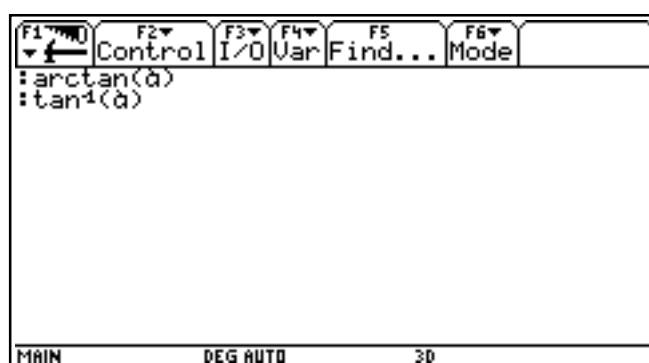 F1 F2 F3 F4 F5 F6
Control I/O Var Find... Mode
:arctan(à)
:tan⁻¹(à)
MAIN DEG AUTO 3D